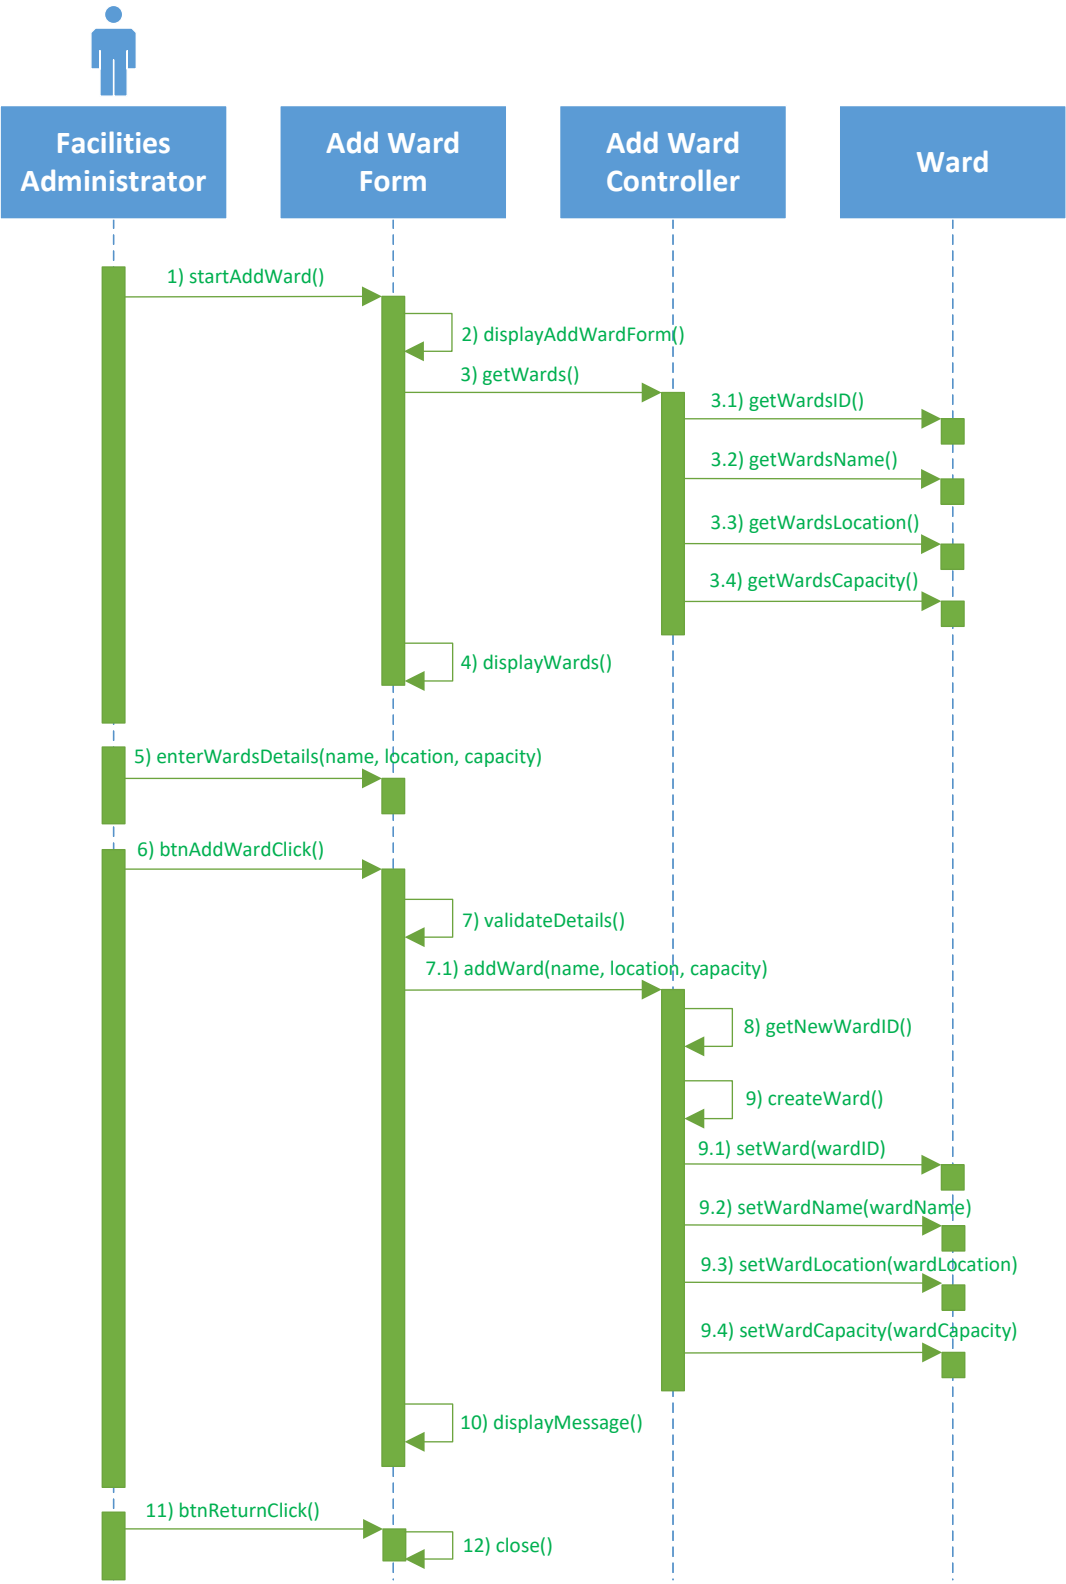 Facilities
Administrator
Add Ward
Form
Add Ward
Controller
Ward
1) startAddWard()
2) displayAddWardForm()
3) getWards()
3.1) getWardsID()
3.2) getWardsName()
3.3) getWardsLocation()
3.4) getWardsCapacity()
4) displayWards()
5) enterWardsDetails(name, location, capacity)
6) btnAddWardClick()
7) validateDetails()
7.1) addWard(name, location, capacity)
8) getNewWardID()
9) createWard()
9.1) setWard(wardID)
9.2) setWardName(wardName)
9.3) setWardLocation(wardLocation)
9.4) setWardCapacity(wardCapacity)
10) displayMessage()
11) btnReturnClick()
12) close()